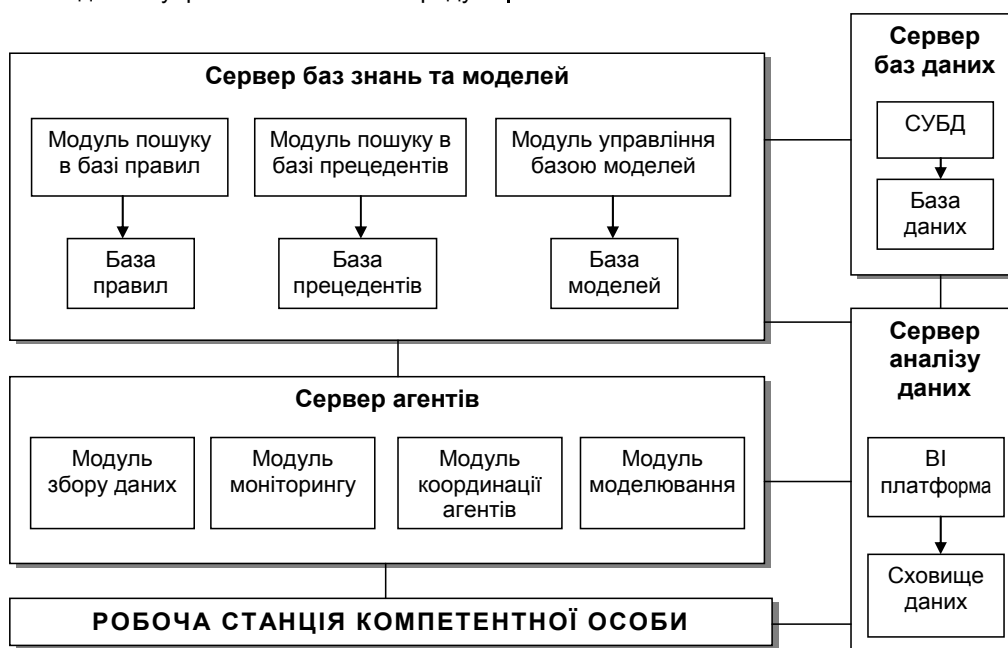 Сервер баз знань та моделей
Модуль пошуку
в базі правил
Модуль пошуку в
базі прецедентів
Модуль управління
базою моделей
База
правил
База
прецедентів
База
моделей
Сервер
баз даних
СУБД
База
даних
Сервер агентів
Модуль
збору даних
Модуль
моніторингу
Модуль
координації
агентів
Модуль
моделювання
Сервер
аналізу
даних
BI
платформа
Сховище
даних
РОБОЧА СТАНЦІЯ КОМПЕТЕНТНОЇ ОСОБИ